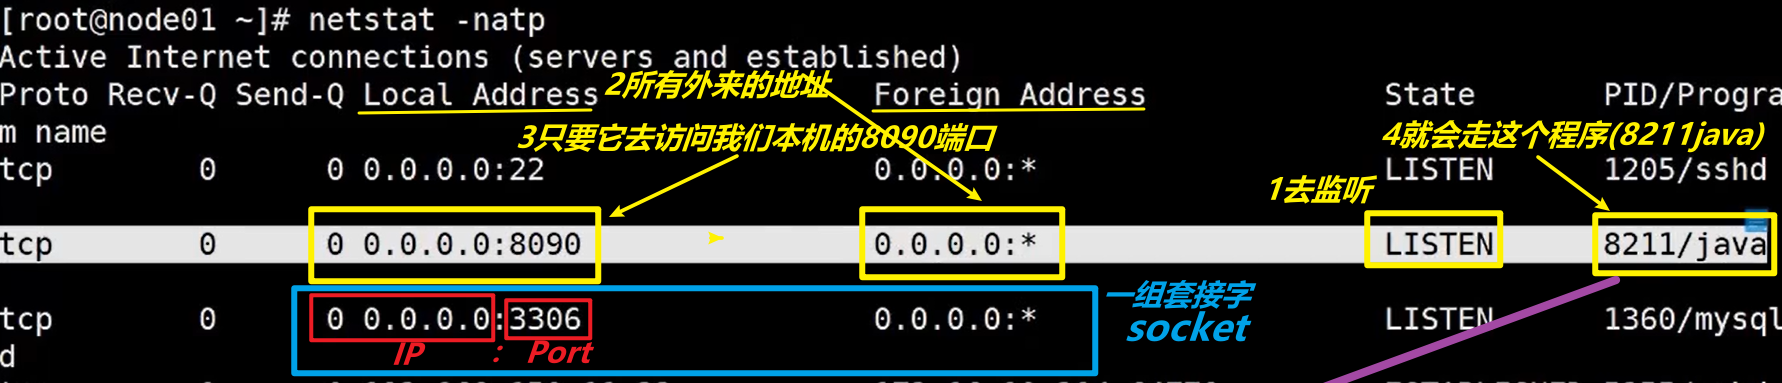 [root@node01 ~]# netstat -natp
Active Internet connections (servers and established)
2所有外来的地址
Proto Recv-Q Send-Q Local Address Foreign Address State PID/Progra
m name
3只要它去访问我们本机的8090端口
4就会走这个程序(8211java)
tcp 0 0 0.0.0.0:22 0.0.0.0:* LISTEN 1205/sshd
1去监听
tcp 0 0 0.0.0.0:8090 0.0.0.0:* LISTEN 8211/java
一组套接字
socket
tcp 0 0 0.0.0.0:3306 0.0.0.0:* LISTEN 1360/mysql
d
IP : Port